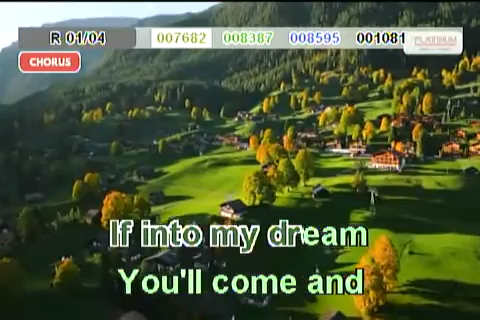 R 01/04 007682 008387 008595 001081 PLATINUM
CHORUS
If into my dream
You'll come and